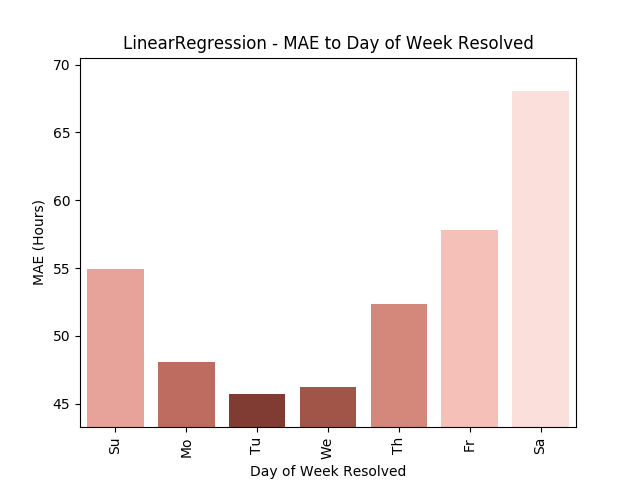 LinearRegression - MAE to Day of Week Resolved
70
65
60
55
50
45
MAE (Hours)
Su
Mo
Tu
We
Th
Fr
Sa
Day of Week Resolved